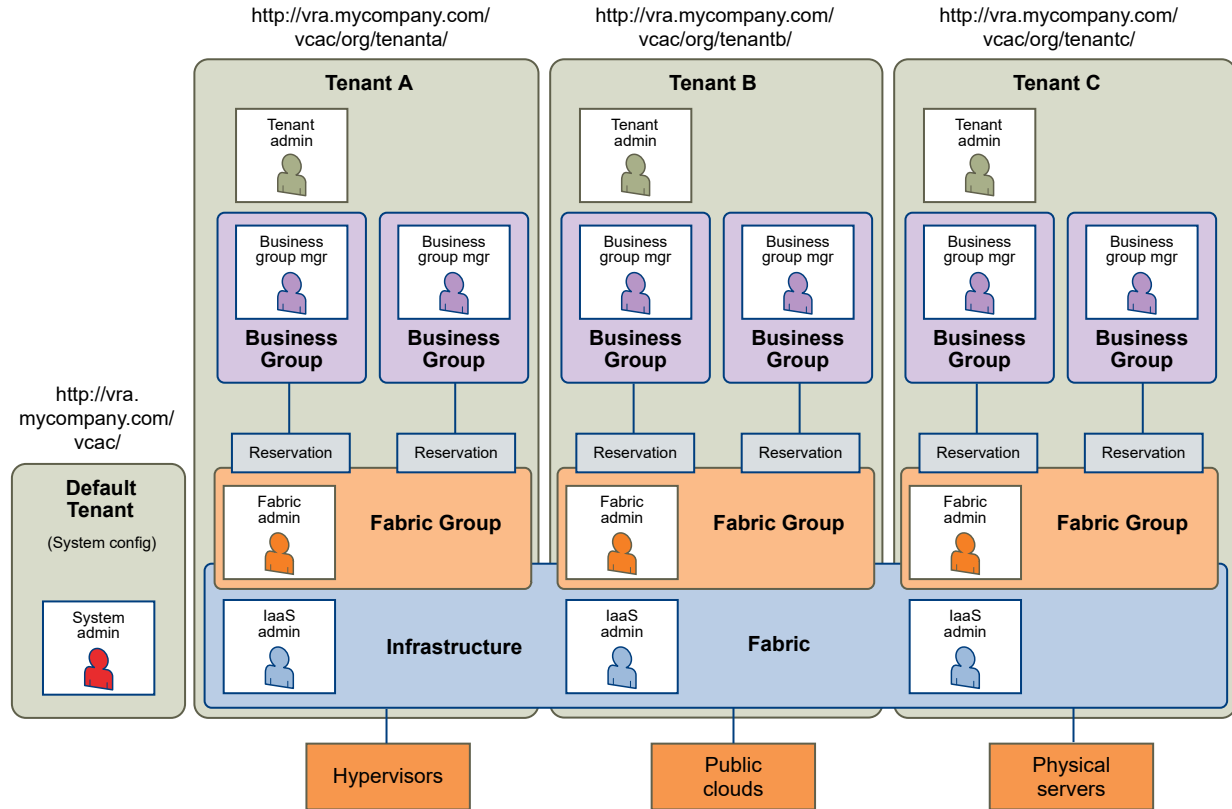 http://vra.mycompany.com/
vcac/org/tenanta/
http://vra.mycompany.com/
vcac/org/tenantb/
http://vra.mycompany.com/
vcac/org/tenantc/
Tenant A
Tenant B
Tenant C
Tenant
admin
Tenant
admin
Tenant
admin
Business
group mgr
Business
Group
Business
group mgr
Business
Group
Business
group mgr
Business
Group
Business
group mgr
Business
Group
Business
group mgr
Business
Group
Business
group mgr
Business
Group
http://vra.
mycompany.com/
vcac/
Default
Tenant
(System config)
System
admin
Reservation
Reservation
Reservation
Reservation
Reservation
Reservation
Fabric
admin
Fabric Group
Fabric
admin
Fabric Group
Fabric
admin
Fabric Group
IaaS
admin
Infrastructure
IaaS
admin
Fabric
IaaS
admin
Hypervisors
Public
clouds
Physical
servers